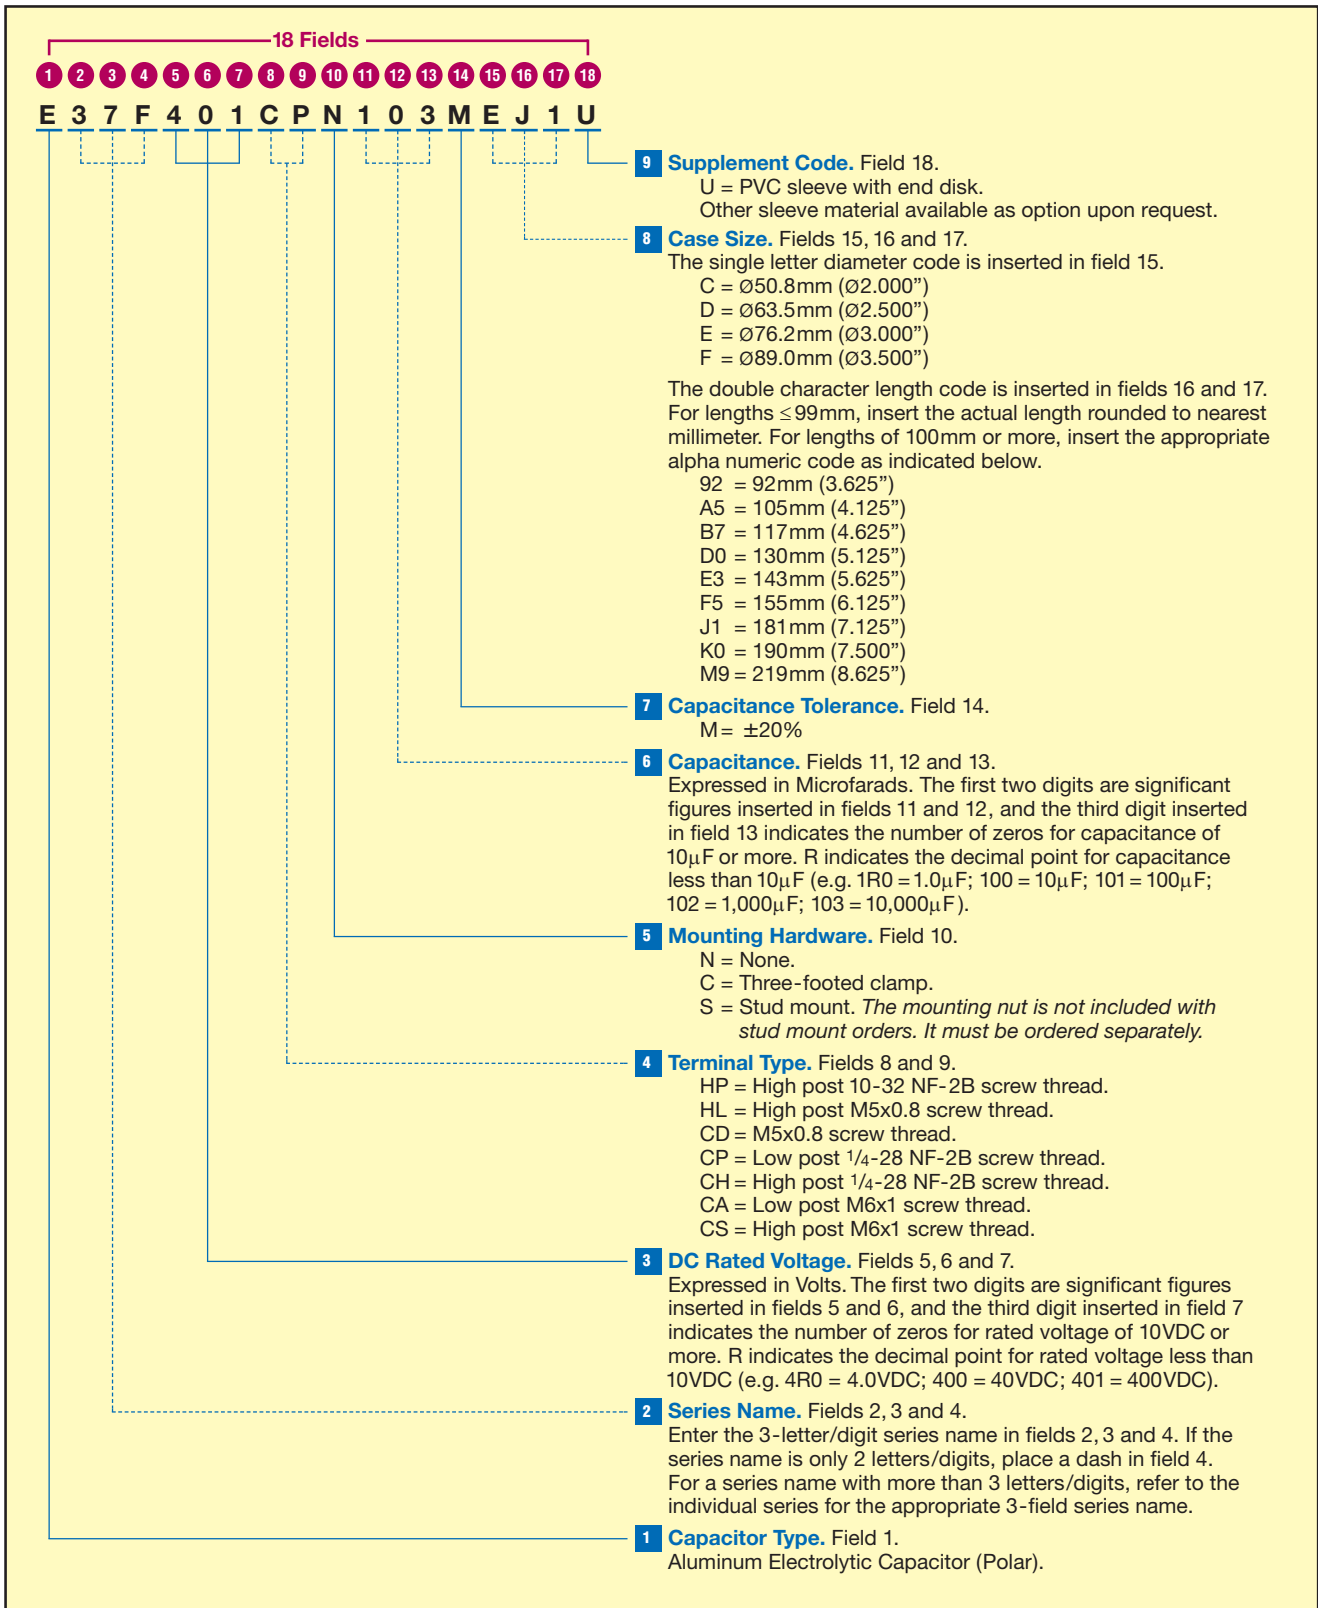 18 Fields
1 2 3 4 5 6 7 8 9 10 11 12 13 14 15 16 17 18
E 3 7 F 4 0 1 C P N 1 0 3 M E J 1 U
9 Supplement Code. Field 18.
U = PVC sleeve with end disk.
Other sleeve material available as option upon request.
8 Case Size. Fields 15, 16 and 17.
The single letter diameter code is inserted in field 15.
C = Ø50.8mm (Ø2.000”)
D = Ø63.5mm (Ø2.500”)
E = Ø76.2mm (Ø3.000”)
F = Ø89.0mm (Ø3.500”)
The double character length code is inserted in fields 16 and 17.
For lengths ≤99mm, insert the actual length rounded to nearest
millimeter. For lengths of 100mm or more, insert the appropriate
alpha numeric code as indicated below.
92 = 92mm (3.625”)
A5 = 105mm (4.125”)
B7 = 117mm (4.625”)
D0 = 130mm (5.125”)
E3 = 143mm (5.625”)
F5 = 155mm (6.125”)
J1 = 181mm (7.125”)
K0 = 190mm (7.500”)
M9 = 219mm (8.625”)
7 Capacitance Tolerance. Field 14.
M = ±20%
6 Capacitance. Fields 11, 12 and 13.
Expressed in Microfarads. The first two digits are significant
figures inserted in fields 11 and 12, and the third digit inserted
in field 13 indicates the number of zeros for capacitance of
10µF or more. R indicates the decimal point for capacitance
less than 10µF (e.g. 1R0 = 1.0µF; 100 = 10µF; 101 = 100µF;
102 = 1,000µF; 103 = 10,000µF).
5 Mounting Hardware. Field 10.
N = None.
C = Three-footed clamp.
S = Stud mount. The mounting nut is not included with
stud mount orders. It must be ordered separately.
4 Terminal Type. Fields 8 and 9.
HP = High post 10-32 NF-2B screw thread.
HL = High post M5x0.8 screw thread.
CD = M5x0.8 screw thread.
CP = Low post 1/4-28 NF-2B screw thread.
CH = High post 1/4-28 NF-2B screw thread.
CA = Low post M6x1 screw thread.
CS = High post M6x1 screw thread.
3 DC Rated Voltage. Fields 5, 6 and 7.
Expressed in Volts. The first two digits are significant figures
inserted in fields 5 and 6, and the third digit inserted in field 7
indicates the number of zeros for rated voltage of 10VDC or
more. R indicates the decimal point for rated voltage less than
10VDC (e.g. 4R0 = 4.0VDC; 400 = 40VDC; 401 = 400VDC).
2 Series Name. Fields 2, 3 and 4.
Enter the 3-letter/digit series name in fields 2, 3 and 4. If the
series name is only 2 letters/digits, place a dash in field 4.
For a series name with more than 3 letters/digits, refer to the
individual series for the appropriate 3-field series name.
1 Capacitor Type. Field 1.
Aluminum Electrolytic Capacitor (Polar).